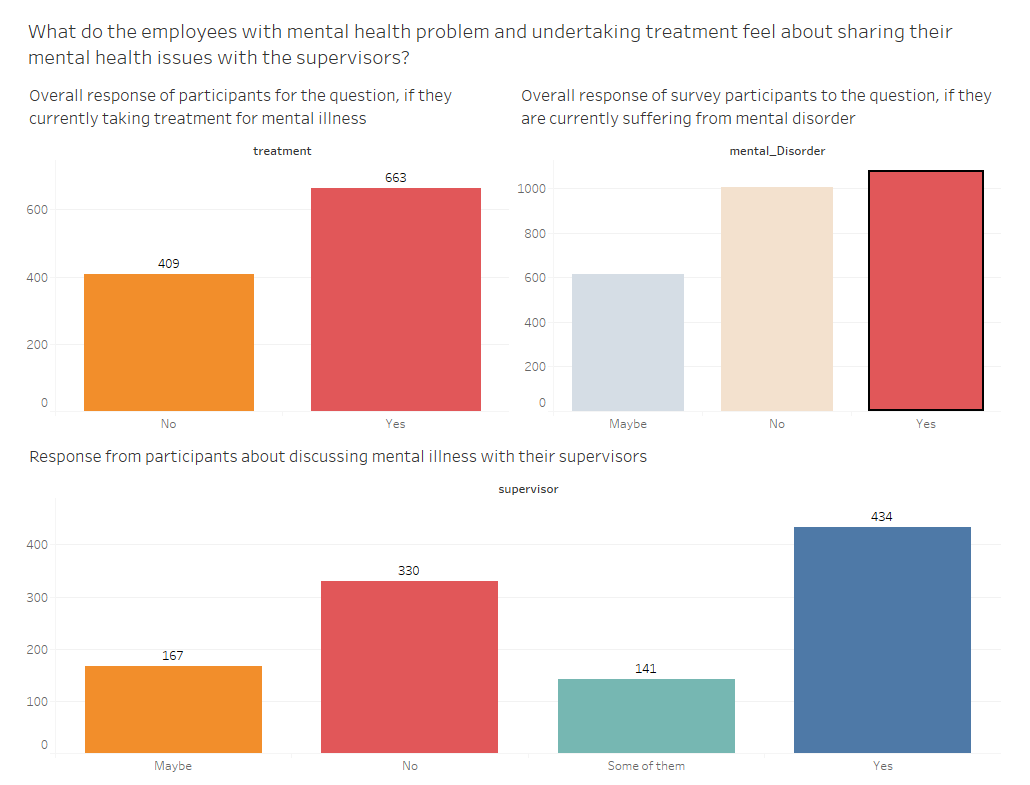 What do the employees with mental health problem and undertaking treatment feel about sharing their
mental health issues with the supervisors?
Overall response of participants for the question, if they
currently taking treatment for mental illness
treatment
663
409
600
400
200
0
No
Yes
Overall response of survey participants to the question, if they
are currently suffering from mental disorder
mental_Disorder
1000
800
600
400
200
0
Maybe
No
Yes
Response from participants about discussing mental illness with their supervisors
supervisor
434
330
167
141
400
300
200
100
0
Maybe
No
Some of them
Yes